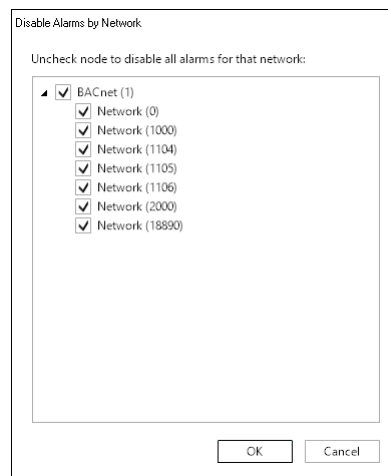 Disable Alarms by Network
Uncheck node to disable all alarms for that network:
BACnet (1)
Network (0)
Network (1000)
Network (1104)
Network (1105)
Network (1106)
Network (2000)
Network (18890)
OK Cancel